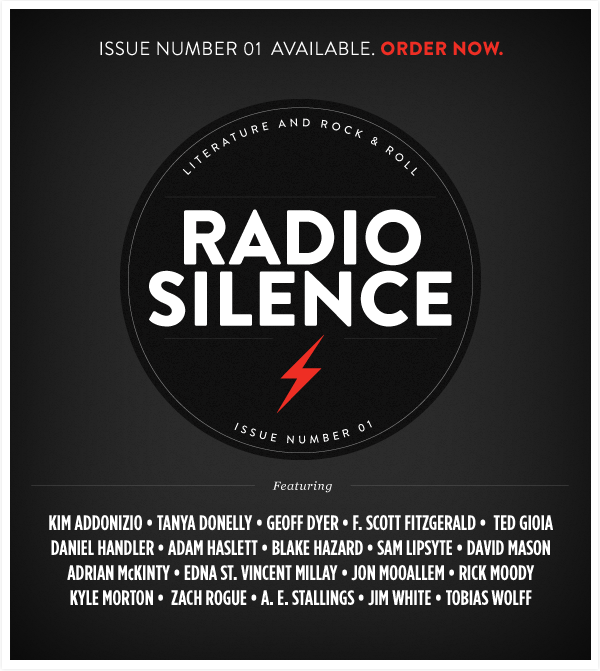 ISSUE NUMBER 01 AVAILABLE. ORDER NOW.
LITERATURE AND ROCK & ROLL
RADIO
SILENCE
ISSUE NUMBER 01
Featuring
KIM ADDONIZIO • TANYA DONELLY • GEOFF DYER • F. SCOTT FITZGERALD • TED GIOIA
DANIEL HANDLER • ADAM HASLETT • BLAKE HAZARD • SAM LIPSYTE • DAVID MASON
ADRIAN McKINTY • EDNA ST. VINCENT MILLAY • JON MOOALLEM • RICK MOODY
KYLE MORTON • ZACH ROGUE • A. E. STALLINGS • JIM WHITE • TOBIAS WOLFF